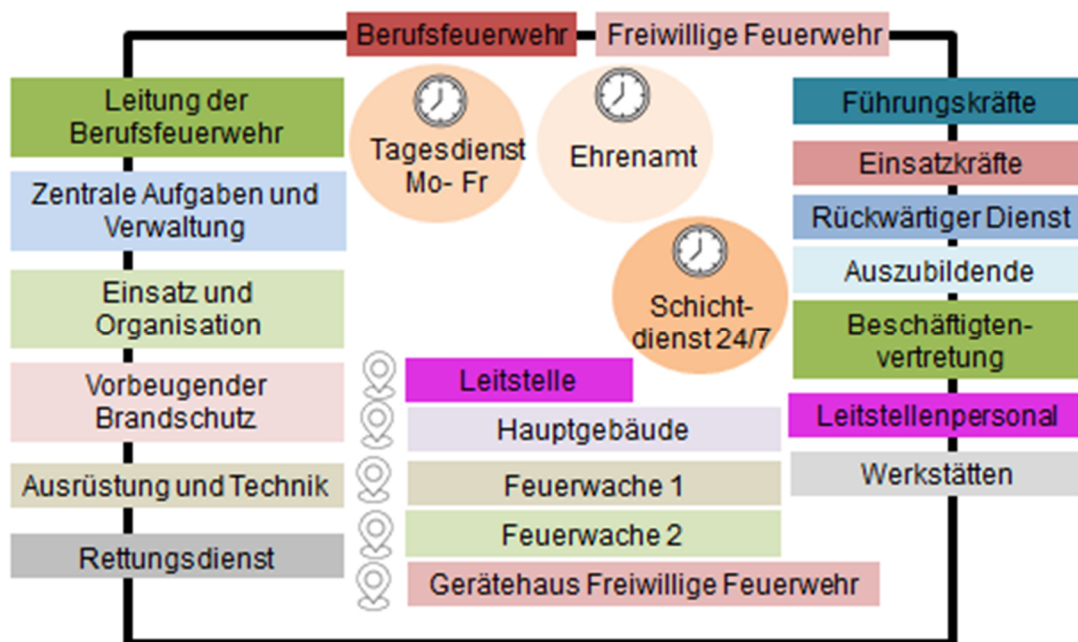 Berufsfeuerwehr
Freiwillige Feuerwehr
Leitung der
Berufsfeuerwehr
Zentrale Aufgaben und
Verwaltung
Einsatz und
Organisation
Vorbeugender
Brandschutz
Ausrüstung und Technik
Rettungsdienst
Tagesdienst
Mo- Fr
Ehrenamt
Schicht-
dienst 24/7
Leitstelle
Hauptgebäude
Feuerwache 1
Feuerwache 2
Gerätehaus Freiwillige Feuerwehr
Führungskräfte
Einsatzkräfte
Rückwärtiger Dienst
Auszubildende
Beschäftigten-
vertretung
Leitstellenpersonal
Werkstätten